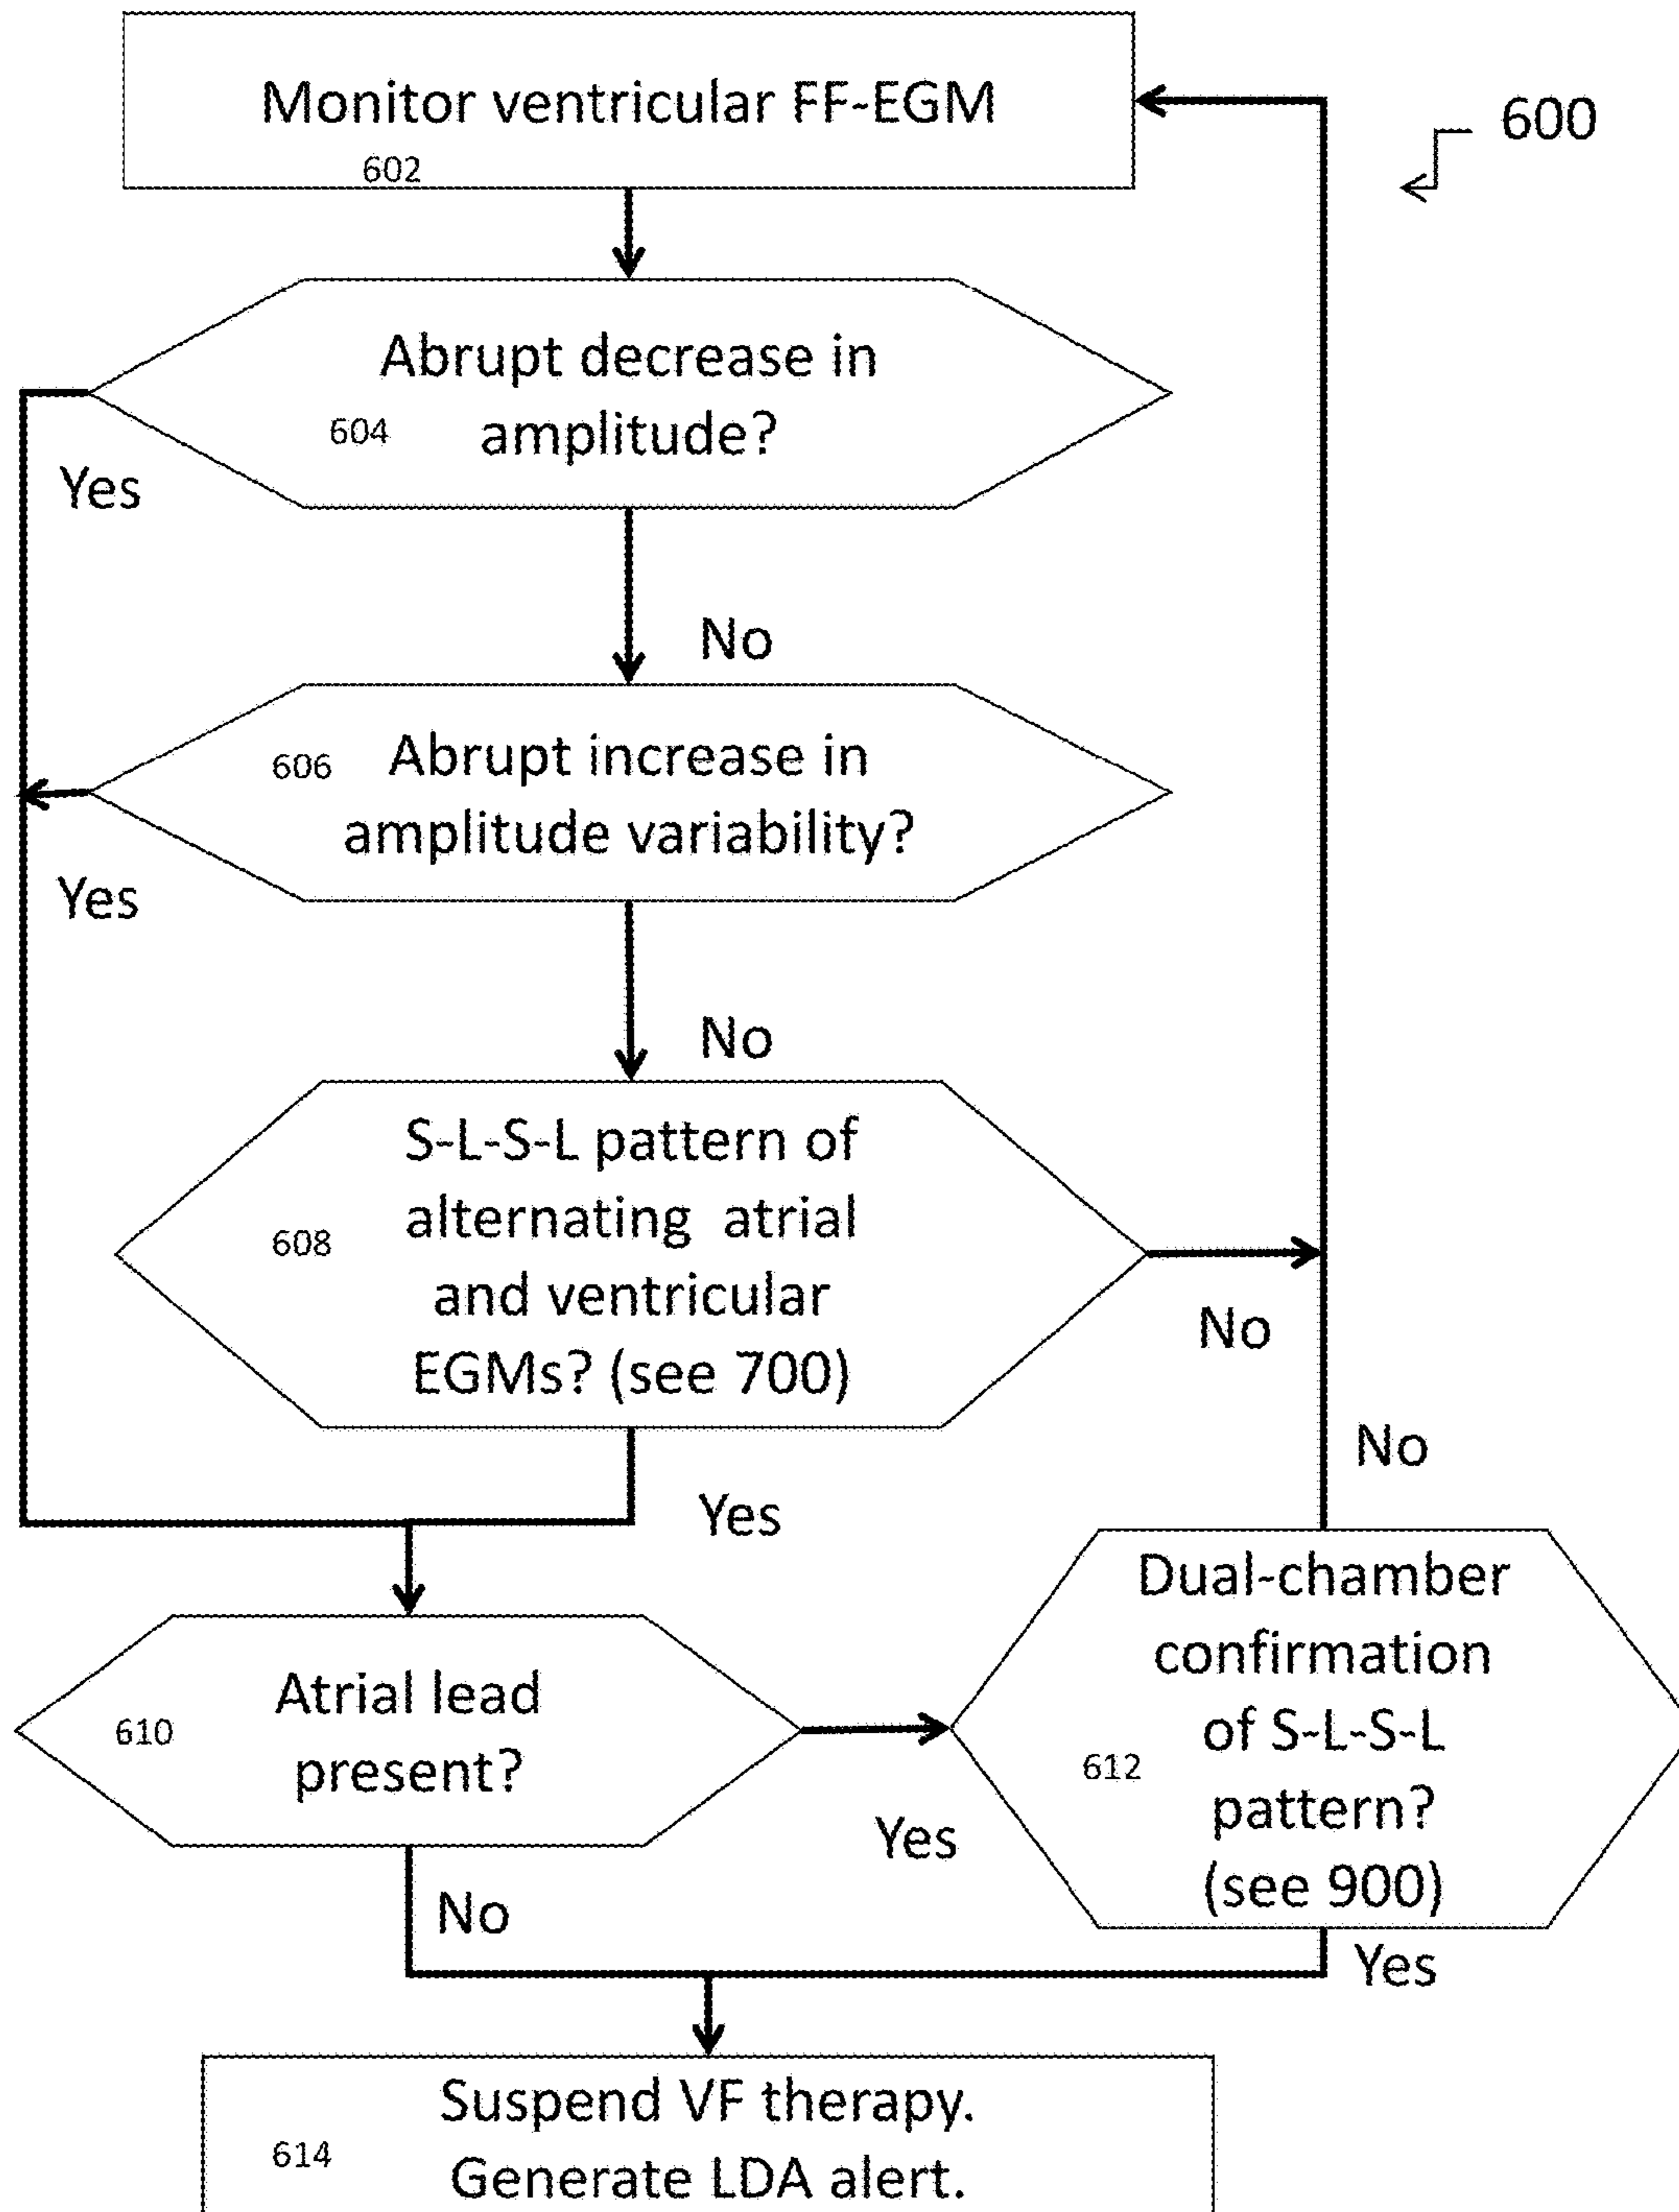 Monitor ventricular FF-EGM
602
600
Abrupt decrease in
604 amplitude?
Yes
No
606 Abrupt increase in
amplitude variability?
Yes
No
S-L-S-L pattern of
alternating atrial
608
and ventricular
EGMs? (see 700)
No
No
Yes
Dual-chamber
confirmation
of S-L-S-L
612
pattern?
(see 900)
Atrial lead
610
present?
Yes
No
Yes
Suspend VF therapy.
614
Generate LDA alert.